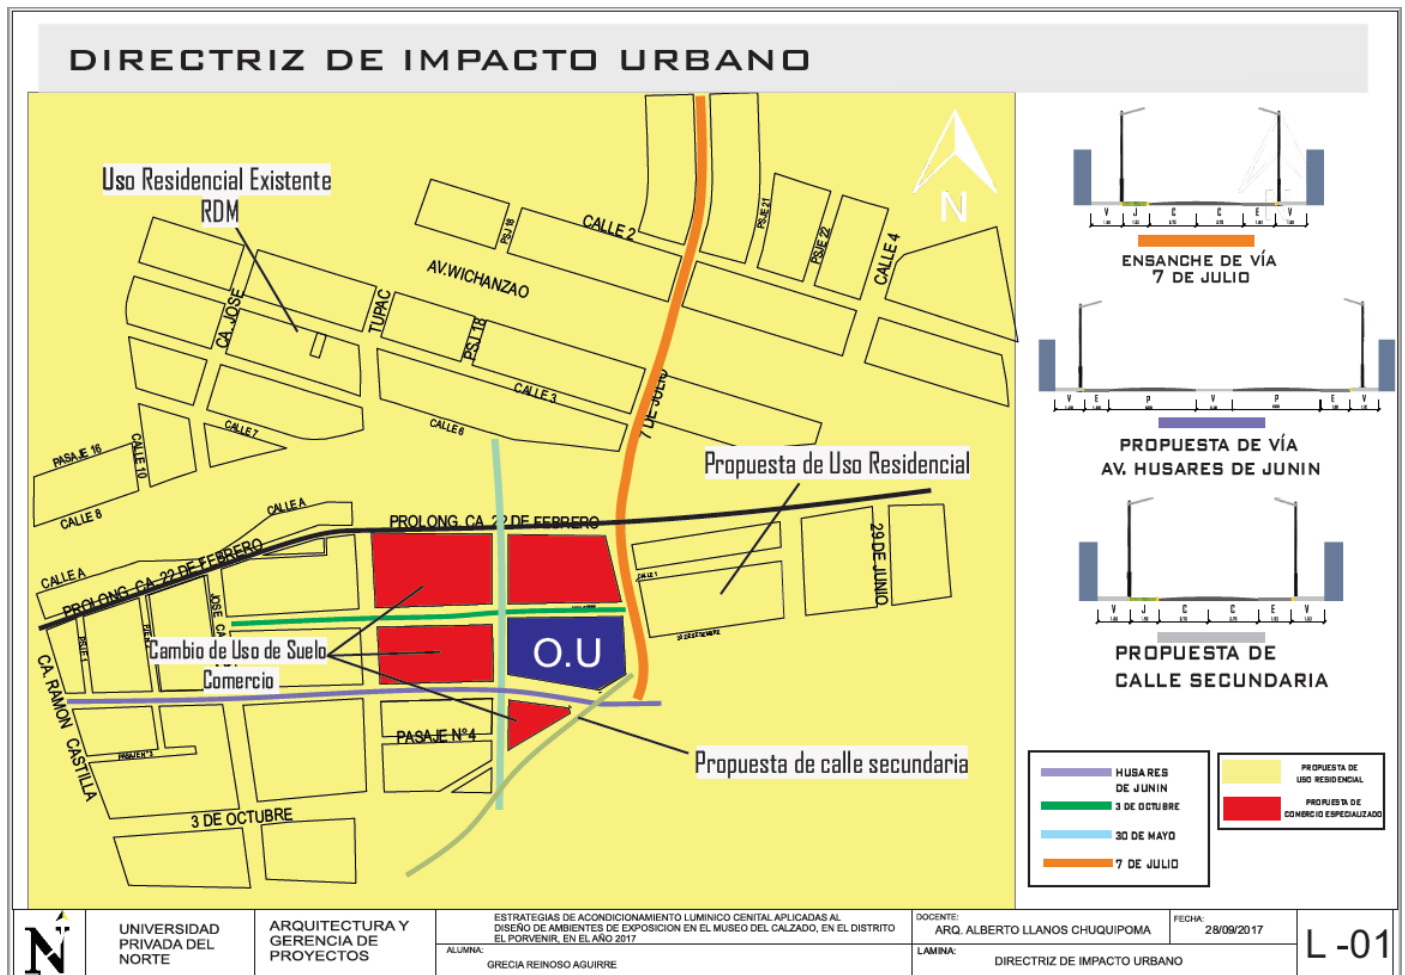 DIRECTRIZ DE IMPACTO URBANO
Uso Residencial Existente
RDM
CALLE 2
PSJ 18
PSJE 21
PSJE 22
CALLE 4
AV.WICHANZAO
CA. JOSE
TUPAC
PSJ 18
CALLE 3
7 DE JULIO
CALLE 7
CALLE 6
PASAJE 16
CALLE 10
CALLE 8
N
Propuesta de Uso Residencial
CALLE A
PROLONG. CA. 22 DE FEBRERO
29 DE JUNIO
CALLE A
PROLONG. CA. 22 DE FEBRERO
CALLE 1
PSJE 1
JOSE CA
Cambio de Uso de Suelo
Comercio
O.U
CA. RAMON CASTILLA
PASAJE N°4
PASAJE N°3
Propuesta de calle secundaria
3 DE OCTUBRE
V J C C E V
ENSANCHE DE VÍA
7 DE JULIO
V E P V P E V
PROPUESTA DE VÍA
AV. HUSARES DE JUNIN
V J C C E V
PROPUESTA DE
CALLE SECUNDARIA
HUSARES
DE JUNIN
3 DE OCTUBRE
30 DE MAYO
7 DE JULIO
PROPUESTA DE
USO RESIDENCIAL
PROPUESTA DE
COMERCIO ESPECIALIZADO
N
UNIVERSIDAD
PRIVADA DEL
NORTE
ARQUITECTURA Y
GERENCIA DE
PROYECTOS
ESTRATEGIAS DE ACONDICIONAMIENTO LUMINICO CENITAL APLICADAS AL
DISEÑO DE AMBIENTES DE EXPOSICION EN EL MUSEO DEL CALZADO, EN EL DISTRITO
EL PORVENIR, EN EL AÑO 2017
ALUMNA:
GRECIA REINOSO AGUIRRE
DOCENTE:
ARQ. ALBERTO LLANOS CHUQUIPOMA
FECHA:
28/09/2017
LAMINA:
DIRECTRIZ DE IMPACTO URBANO
L -01